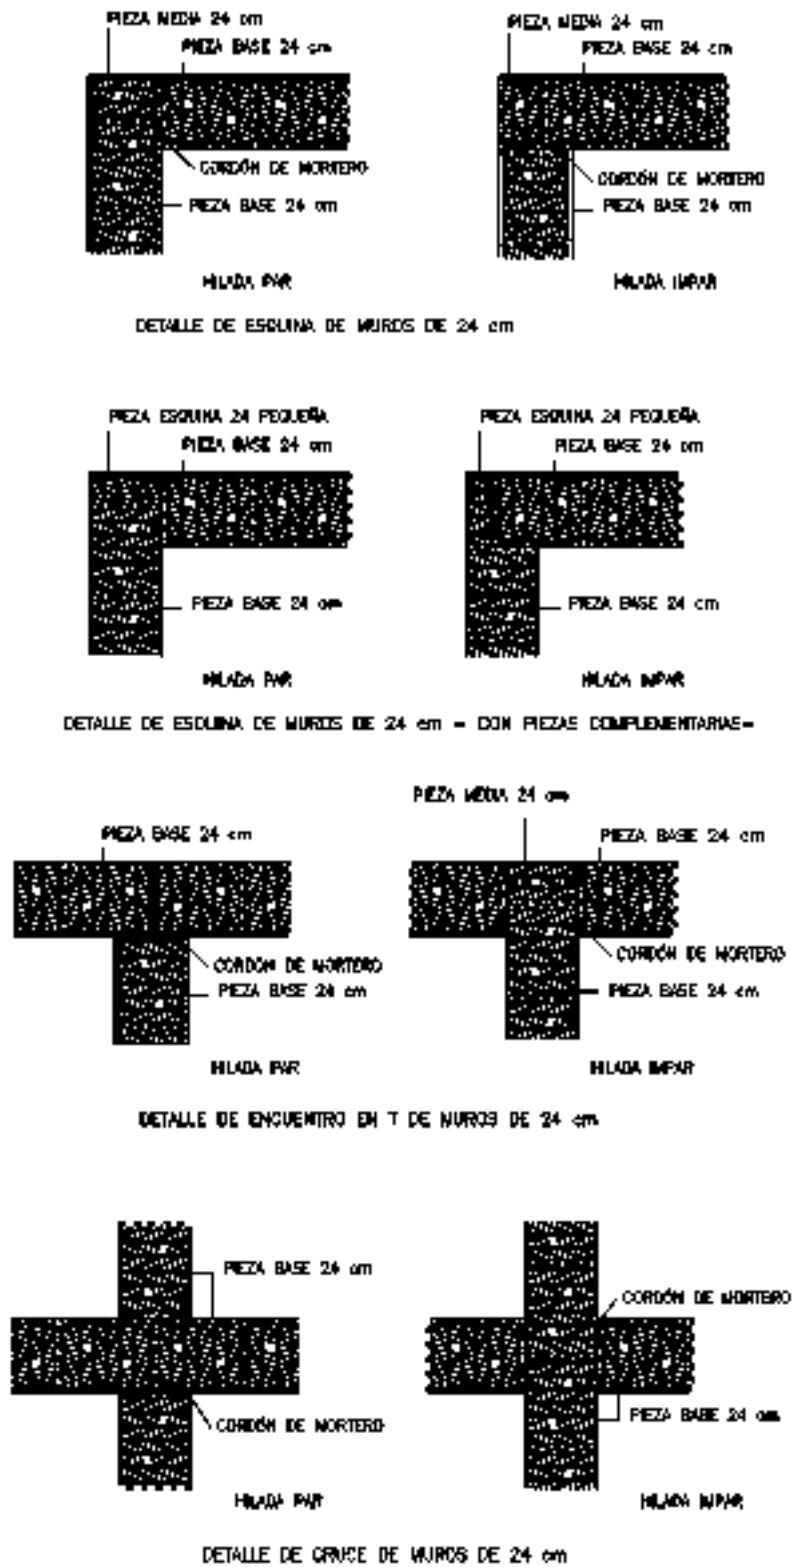 PIEZA MEDIA 24 cm
PIEZA BASE 24 cm
CORDÓN DE MORTERO
PIEZA BASE 24 cm
HILADA PAR
PIEZA MEDIA 24 cm
PIEZA BASE 24 cm
CORDÓN DE MORTERO
PIEZA BASE 24 cm
HILADA IMPAR
DETALLE DE ESQUINA DE MUROS DE 24 cm
PIEZA ESQUINA 24 PEQUEÑA
PIEZA BASE 24 cm
PIEZA BASE 24 cm
HILADA PAR
PIEZA ESQUINA 24 PEQUEÑA
PIEZA BASE 24 cm
PIEZA BASE 24 cm
HILADA IMPAR
DETALLE DE ESQUINA DE MUROS DE 24 cm - CON PIEZAS COMPLEMENTARIAS-
PIEZA BASE 24 cm
CORDÓN DE MORTERO
PIEZA BASE 24 cm
HILADA PAR
PIEZA MEDIA 24 cm
PIEZA BASE 24 cm
CORDÓN DE MORTERO
PIEZA BASE 24 cm
HILADA IMPAR
DETALLE DE ENCUENTRO EN T DE MUROS DE 24 cm
PIEZA BASE 24 cm
CORDÓN DE MORTERO
HILADA PAR
CORDÓN DE MORTERO
PIEZA BASE 24 cm
HILADA IMPAR
DETALLE DE CRUCE DE MUROS DE 24 cm